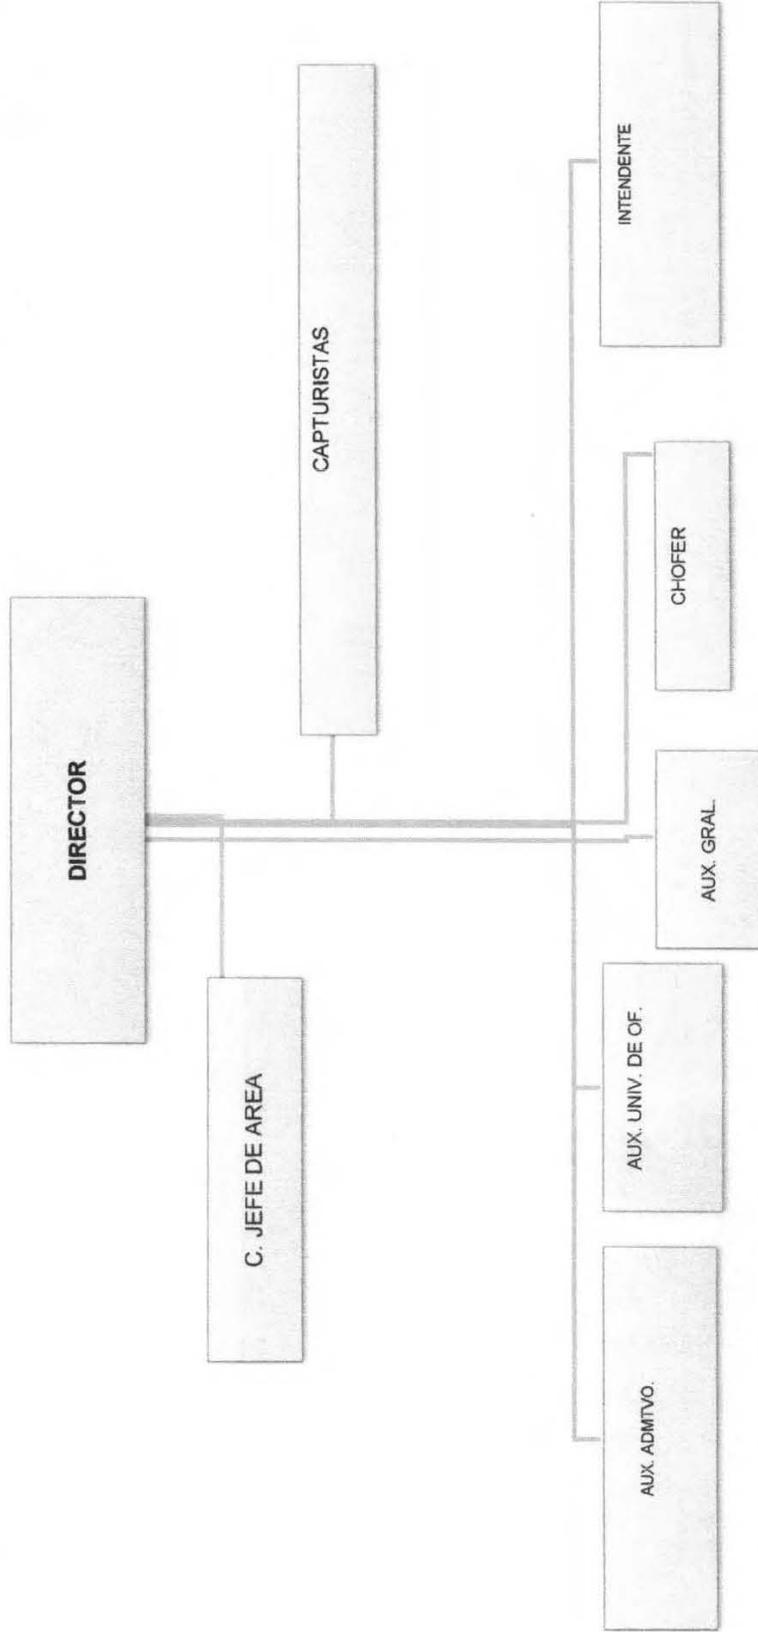 DIRECTOR
C. JEFE DE AREA
CAPTURISTAS
AUX. ADMTVO.
AUX. UNIV. DE OF.
AUX. GRAL.
CHOFER
INTENDENTE